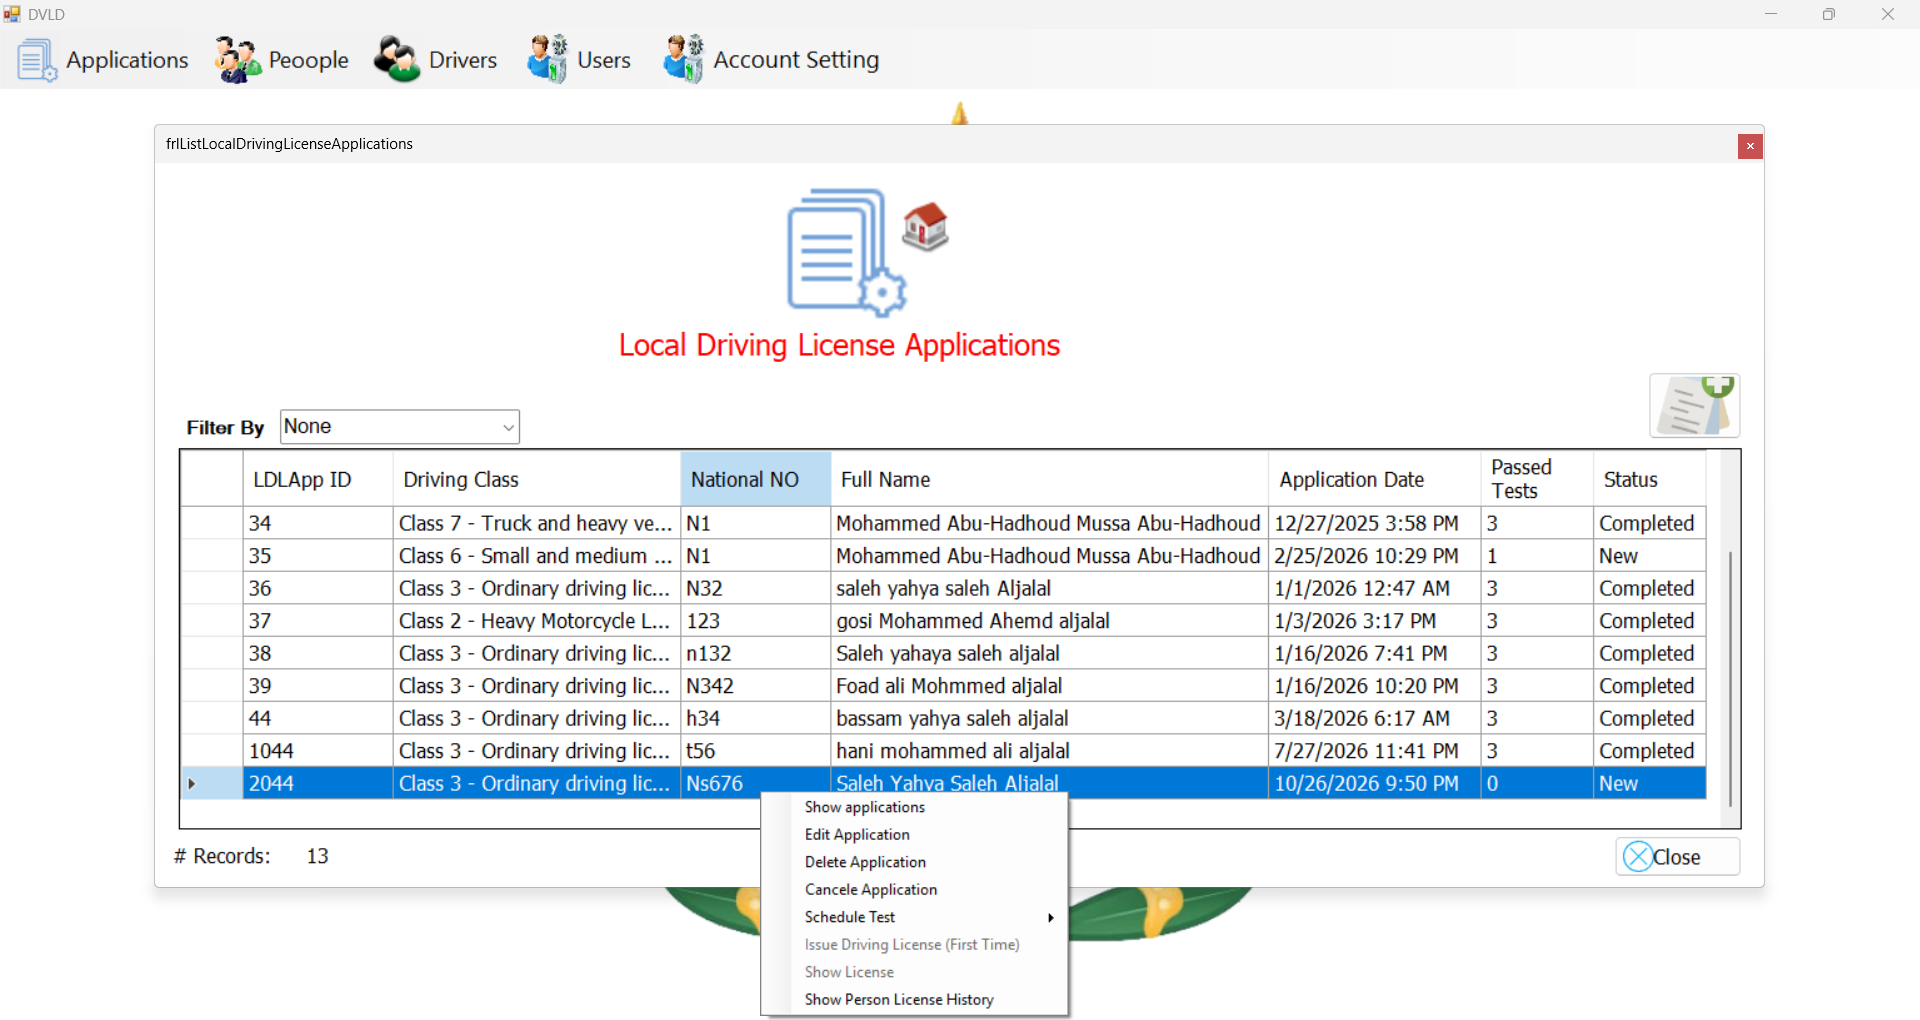 DVLD
Applications Peoople Drivers Users Account Setting
frlListLocalDrivingLicenseApplications
Local Driving License Applications
Filter By None
LDLApp ID Driving Class National NO Full Name Application Date Passed Tests Status
34 Class 7 - Truck and heavy ve... N1 Mohammed Abu-Hadhoud Mussa Abu-Hadhoud 12/27/2025 3:58 PM 3 Completed
35 Class 6 - Small and medium ... N1 Mohammed Abu-Hadhoud Mussa Abu-Hadhoud 2/25/2026 10:29 PM 1 New
36 Class 3 - Ordinary driving lic... N32 saleh yahya saleh Aljalal 1/1/2026 12:47 AM 3 Completed
37 Class 2 - Heavy Motorcycle L... 123 gosi Mohammed Ahemd aljalal 1/3/2026 3:17 PM 3 Completed
38 Class 3 - Ordinary driving lic... n132 Saleh yahaya saleh aljalal 1/16/2026 7:41 PM 3 Completed
39 Class 3 - Ordinary driving lic... N342 Foad ali Mohmmed aljalal 1/16/2026 10:20 PM 3 Completed
44 Class 3 - Ordinary driving lic... h34 bassam yahya saleh aljalal 3/18/2026 6:17 AM 3 Completed
1044 Class 3 - Ordinary driving lic... t56 hani mohammed ali aljalal 7/27/2026 11:41 PM 3 Completed
2044 Class 3 - Ordinary driving lic... Ns676 Saleh Yahya Saleh Aljalal 10/26/2026 9:50 PM 0 New
Show applications
Edit Application
Delete Application
Cancele Application
Schedule Test
Issue Driving License (First Time)
Show License
Show Person License History
# Records: 13
Close